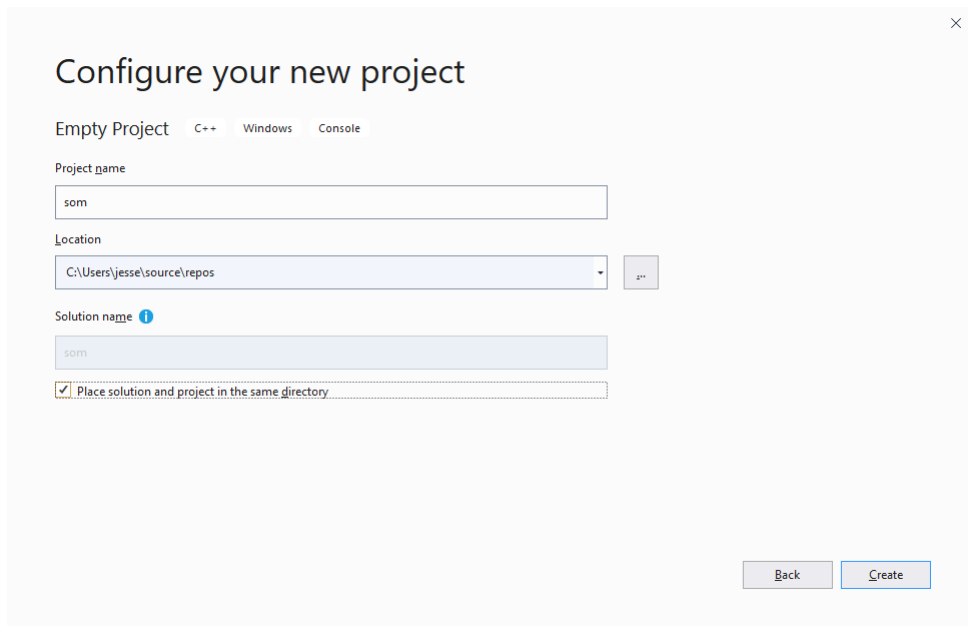 Configure your new project
Empty Project C++ Windows Console
Project name
som
Location
C:\Users\jesse\source\repos
...
Solution name
som
Place solution and project in the same directory
Back Create